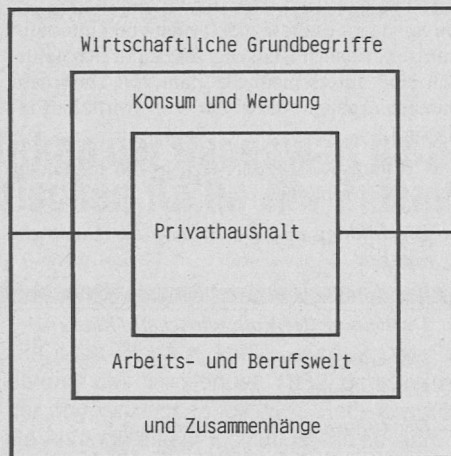 Wirtschaftliche Grundbegriffe
Konsum und Werbung
Privathaushalt
Arbeits- und Berufswelt
und Zusammenhänge